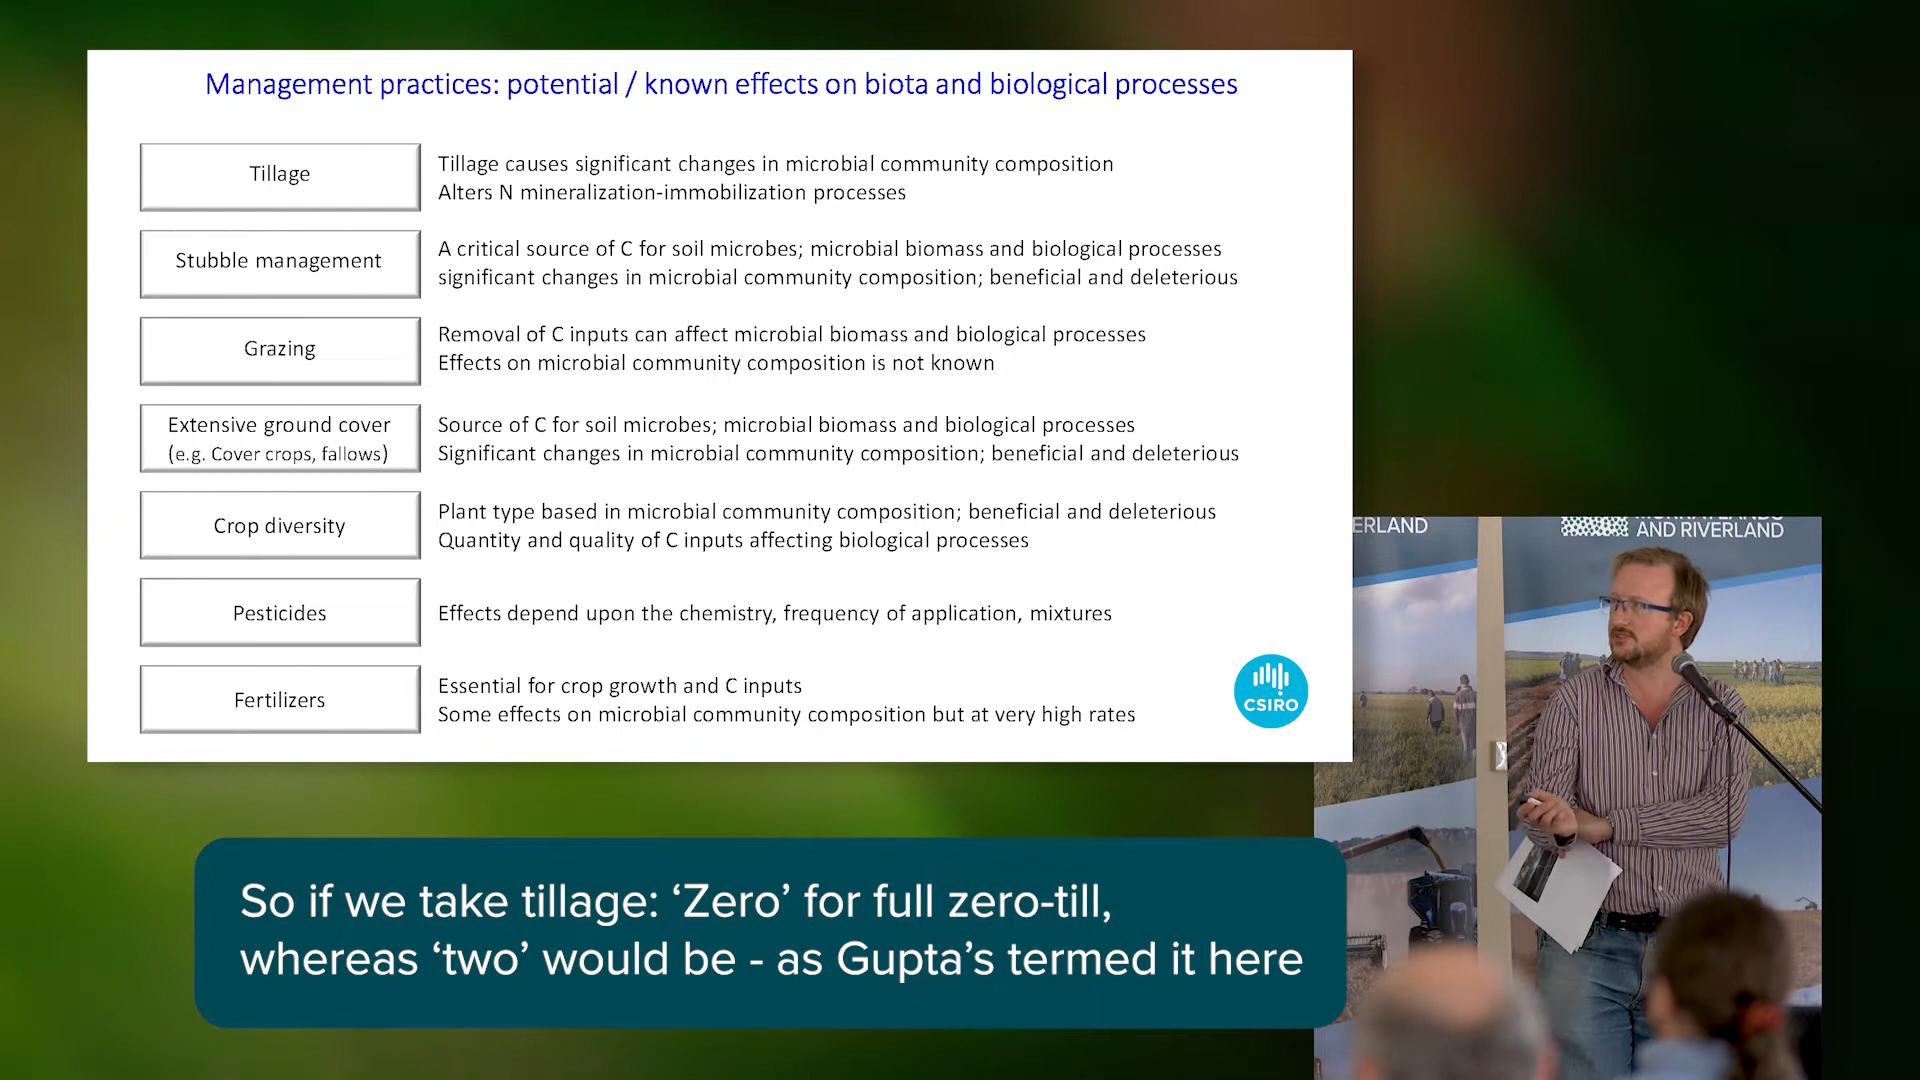 Management practices: potential / known effects on biota and biological processes
Tillage
Tillage causes significant changes in microbial community composition
Alters N mineralization-immobilization processes
Stubble management
A critical source of C for soil microbes; microbial biomass and biological processes
significant changes in microbial community composition; beneficial and deleterious
Grazing
Removal of C inputs can affect microbial biomass and biological processes
Effects on microbial community composition is not known
Extensive ground cover
(e.g. Cover crops, fallows)
Source of C for soil microbes; microbial biomass and biological processes
Significant changes in microbial community composition; beneficial and deleterious
Crop diversity
Plant type based in microbial community composition; beneficial and deleterious
Quantity and quality of C inputs affecting biological processes
Pesticides
Effects depend upon the chemistry, frequency of application, mixtures
Fertilizers
Essential for crop growth and C inputs
Some effects on microbial community composition but at very high rates
CSIRO
ERLAND
AND RIVERLAND
So if we take tillage: ‘Zero’ for full zero-till,
whereas ‘two’ would be - as Gupta’s termed it here